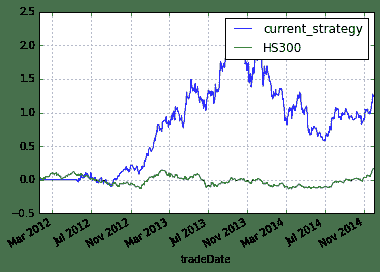 2.5
2.0
1.5
1.0
0.5
0.0
−0.5
current_strategy
HS300
Mar 2012
Jul 2012
Nov 2012
Mar 2013
Jul 2013
Nov 2013
Mar 2014
Jul 2014
Nov 2014
tradeDate